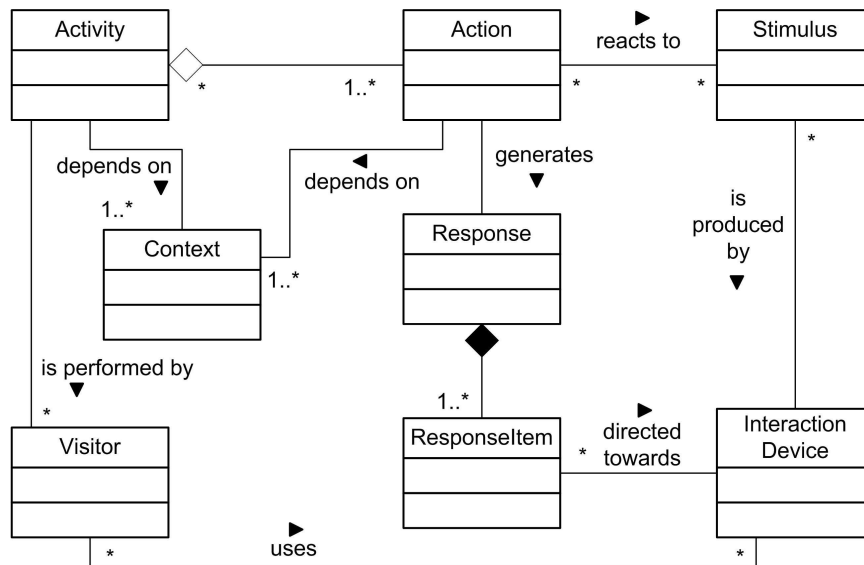 Activity
Action
reacts to
Stimulus
*
1..*
*
*
*
depends on
depends on
generates
1..*
Context
1..*
Response
is
produced
by
is performed by
*
1..*
Visitor
ResponseItem
*
directed
towards
Interaction
Device
*
uses
*